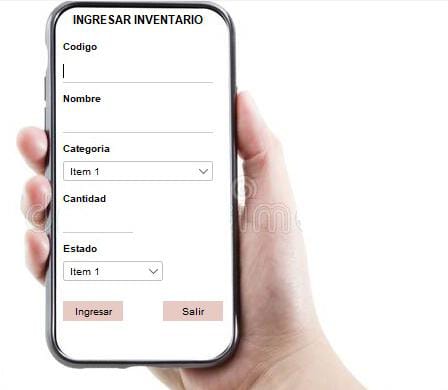 INGRESAR INVENTARIO
Codigo
Nombre
Categoria
Item 1
Cantidad
Estado
Item 1
Ingresar Salir